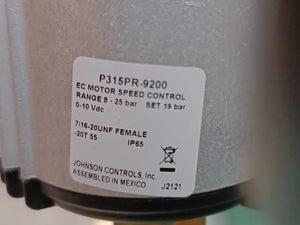 P315PR-9200
EC MOTOR SPEED CONTROL
RANGE 8 - 25 bar SET 19 bar
0-10 Vdc
7/16-20UNF FEMALE
-20T 55 IP65
JOHNSON CONTROLS, Inc.
ASSEMBLED IN MEXICO J2121